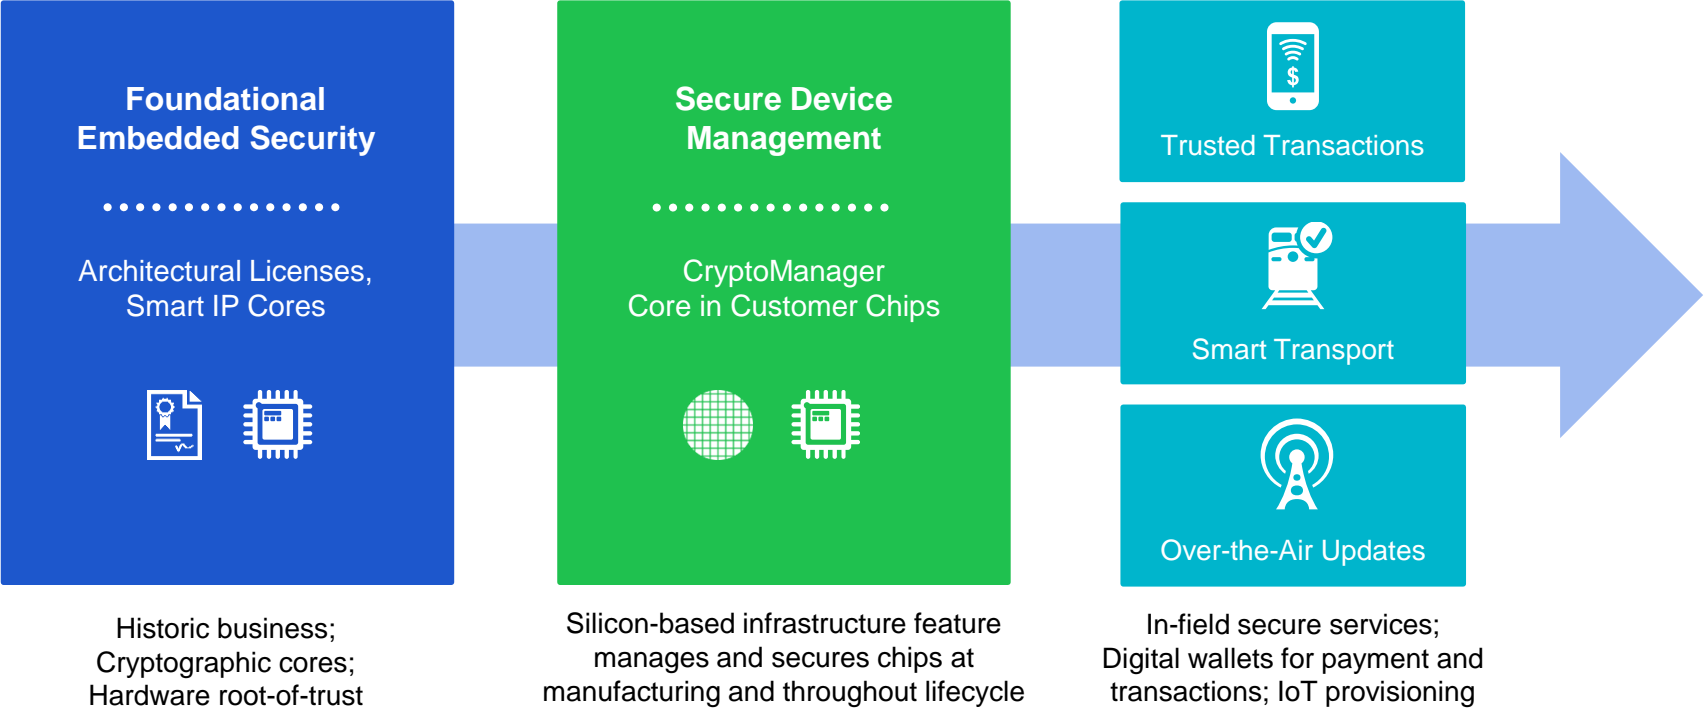 Foundational
Embedded Security
Architectural Licenses,
Smart IP Cores
Historic business;
Cryptographic cores;
Hardware root-of-trust
Secure Device
Management
CryptoManager
Core in Customer Chips
Silicon-based infrastructure feature
manages and secures chips at
manufacturing and throughout lifecycle
$
Trusted Transactions
Smart Transport
Over-the-Air Updates
In-field secure services;
Digital wallets for payment and
transactions; IoT provisioning